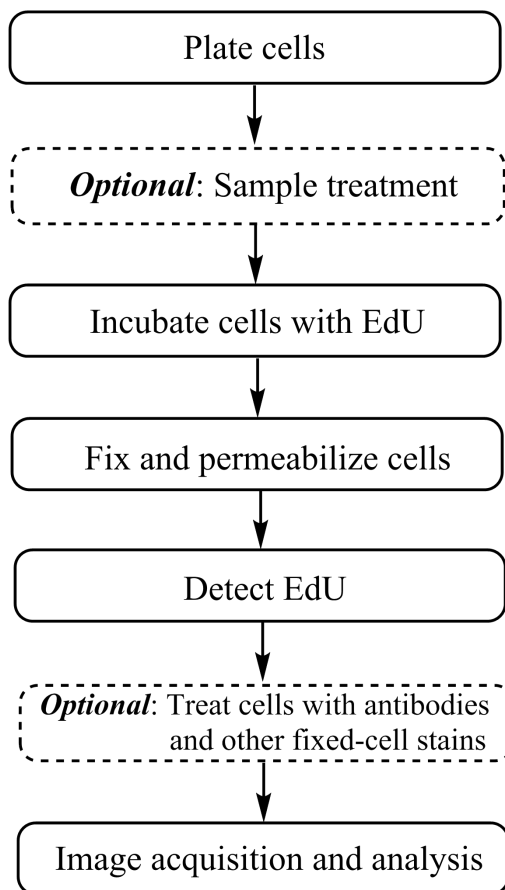 Plate cells
Optional: Sample treatment
Incubate cells with EdU
Fix and permeabilize cells
Detect EdU
Optional: Treat cells with antibodies
and other fixed-cell stains
Image acquisition and analysis